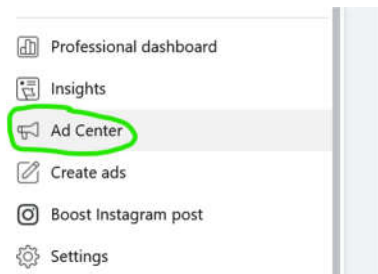 Professional dashboard
Insights
Ad Center
Create ads
Boost Instagram post
Settings